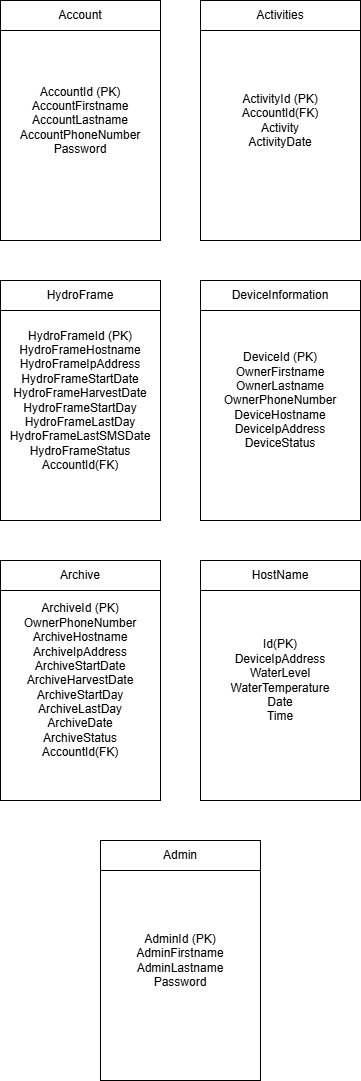 Account
AccountId (PK)
AccountFirstname
AccountLastname
AccountPhoneNumber
Password
Activities
ActivityId (PK)
AccountId(FK)
Activity
ActivityDate
HydroFrame
HydroFrameId (PK)
HydroFrameHostname
HydroFrameIpAddress
HydroFrameStartDate
HydroFrameHarvestDate
HydroFrameStartDay
HydroFrameLastDay
HydroFrameLastSMSDate
HydroFrameStatus
AccountId(FK)
DeviceInformation
DeviceId (PK)
OwnerFirstname
OwnerLastname
OwnerPhoneNumber
DeviceHostname
DeviceIpAddress
DeviceStatus
Archive
ArchiveId (PK)
OwnerPhoneNumber
ArchiveHostname
ArchiveIpAddress
ArchiveStartDate
ArchiveHarvestDate
ArchiveStartDay
ArchiveLastDay
ArchiveDate
ArchiveStatus
AccountId(FK)
HostName
Id(PK)
DeviceIpAddress
WaterLevel
WaterTemperature
Date
Time
Admin
AdminId (PK)
AdminFirstname
AdminLastname
Password